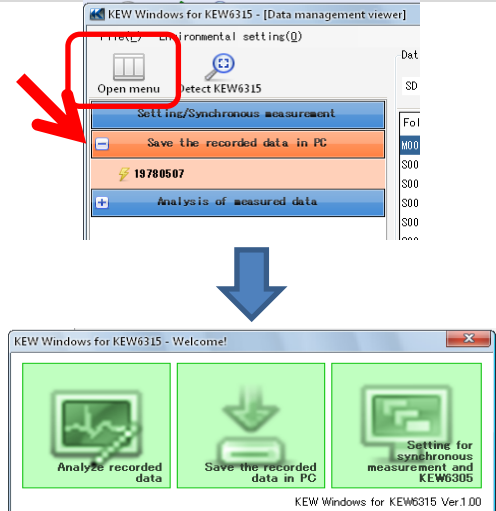 KEW Windows for KEW6315 - [Data management viewer]
Environmental setting(O)
Dat
Open menu
Detect KEW6315
SD
Setting/Synchronous measurement
Fol
Save the recorded data in PC
M00
S00
19780507
S00
S00
Analysis of measured data
S00
KEW Windows for KEW6315 - Welcome!
Analyze recorded
data
Save the recorded
data in PC
Setting for
synchronous
measurement and
KEW6305
KEW Windows for KEW6315 Ver.1.00